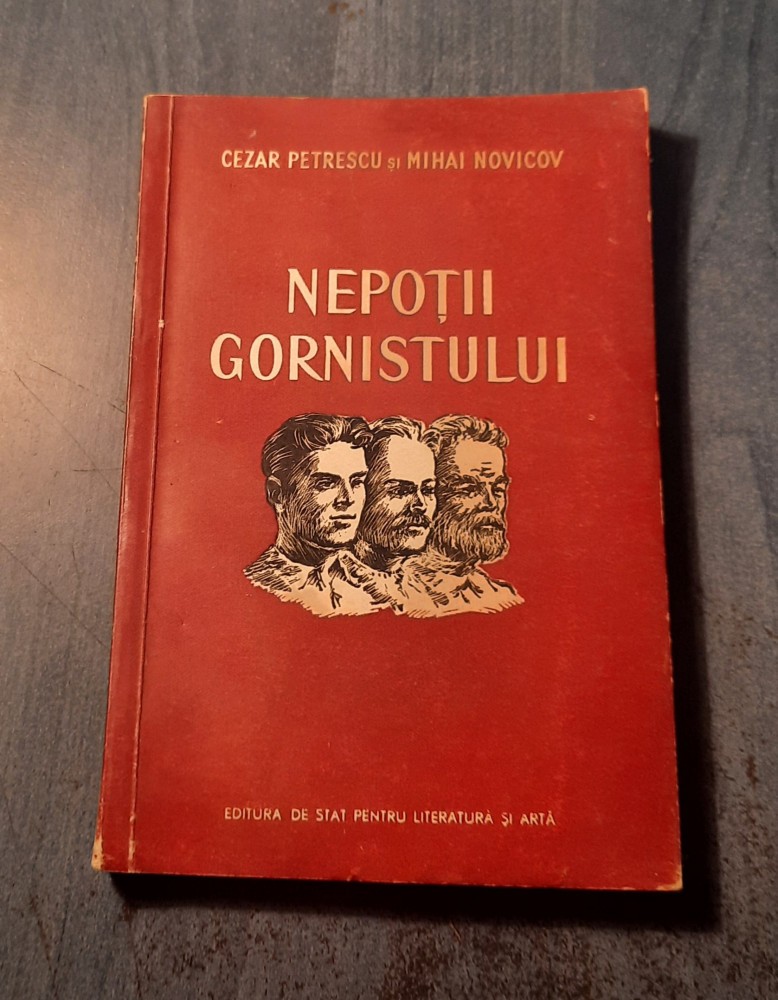 CEZAR PETRESCU și MIHAI NOVICOV
NEPOȚII
GORNISTULUI
EDITURA DE STAT PENTRU LITERATURĂ ȘI ARTĂ